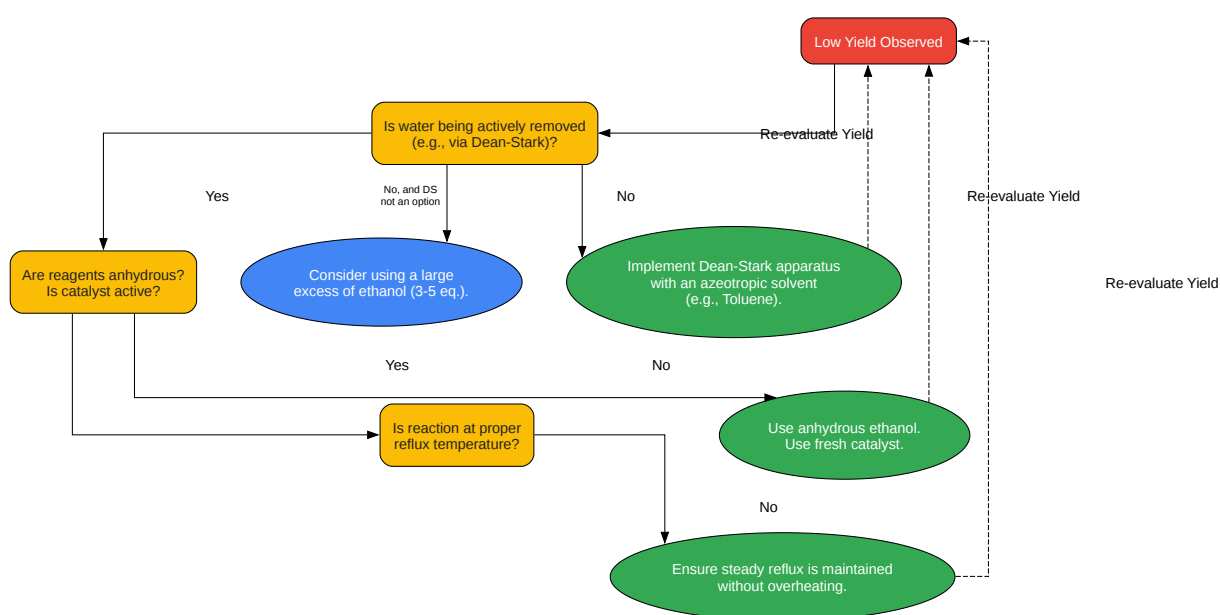 Low Yield Observed
Is water being actively removed
(e.g., via Dean-Stark)?
Re-evaluate Yield
Yes
No, and DS
not an option
No
Re-evaluate Yield
Are reagents anhydrous?
Is catalyst active?
Consider using a large
excess of ethanol (3-5 eq.).
Implement Dean-Stark apparatus
with an azeotropic solvent
(e.g., Toluene).
Re-evaluate Yield
Yes
No
Is reaction at proper
reflux temperature?
Use anhydrous ethanol.
Use fresh catalyst.
No
Ensure steady reflux is maintained
without overheating.